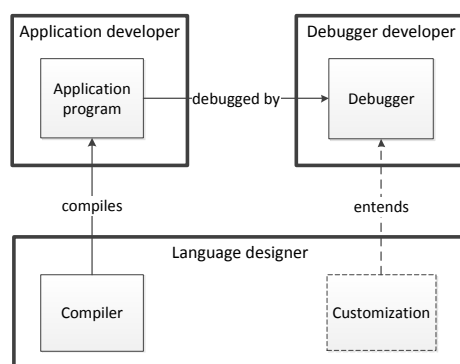 Application developer
Debugger developer
Application
program
debugged by
Debugger
compiles
entends
Language designer
Compiler
Customization